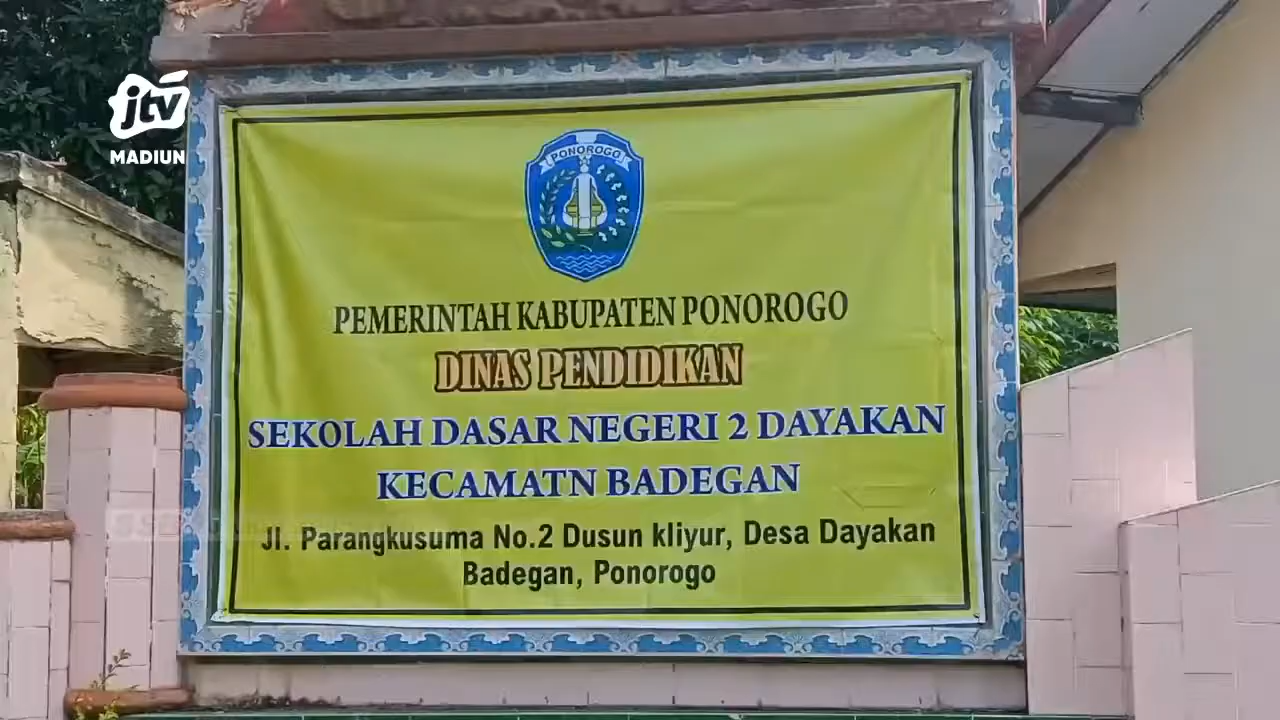 jtv
MADIUN
PONOROGO
PEMERINTAH KABUPATEN PONOROGO
DINAS PENDIDIKAN
SEKOLAH DASAR NEGERI 2 DAYAKAN
KECAMATN BADEGAN
Jl. Parangkusuma No.2 Dusun kliyur, Desa Dayakan
Badegan, Ponorogo